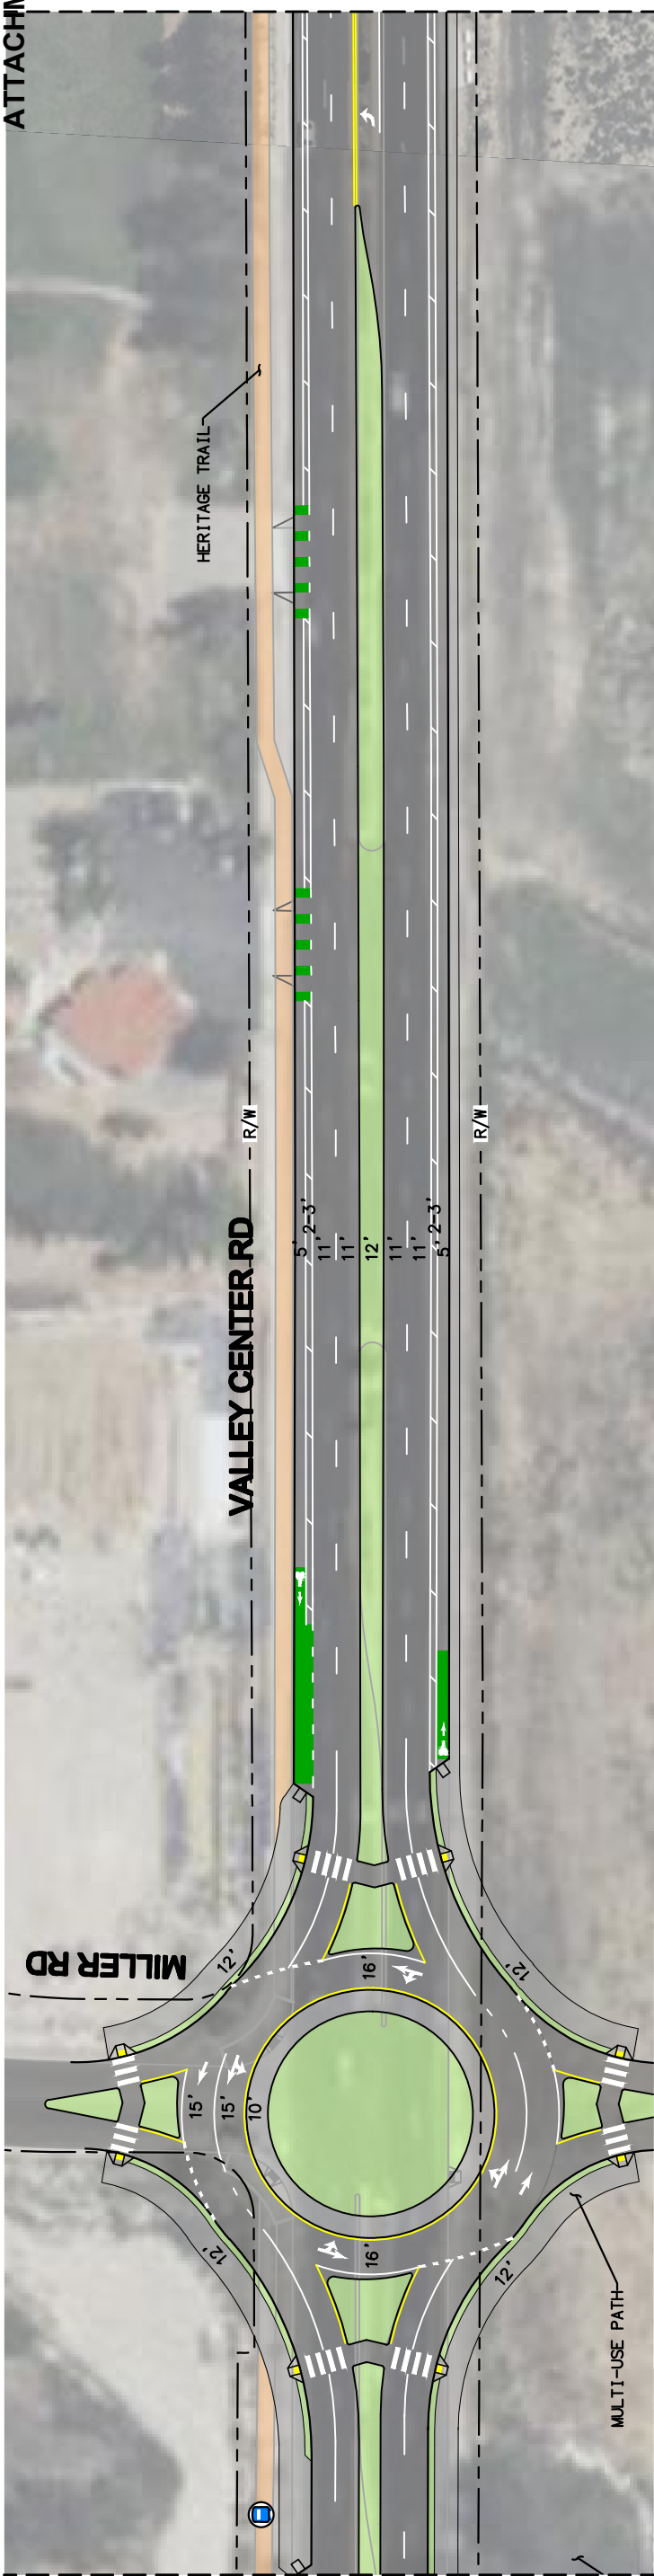 ATTACHM
HERITAGE TRAIL
R/W
R/W
VALLEY CENTER RD
5' 2-3' 11' 11' 12' 11' 11' 2-3' 5'
MILLER RD
12'
16'
12'
15'
15'
10'
12'
16'
12'
MULTI-USE PATH